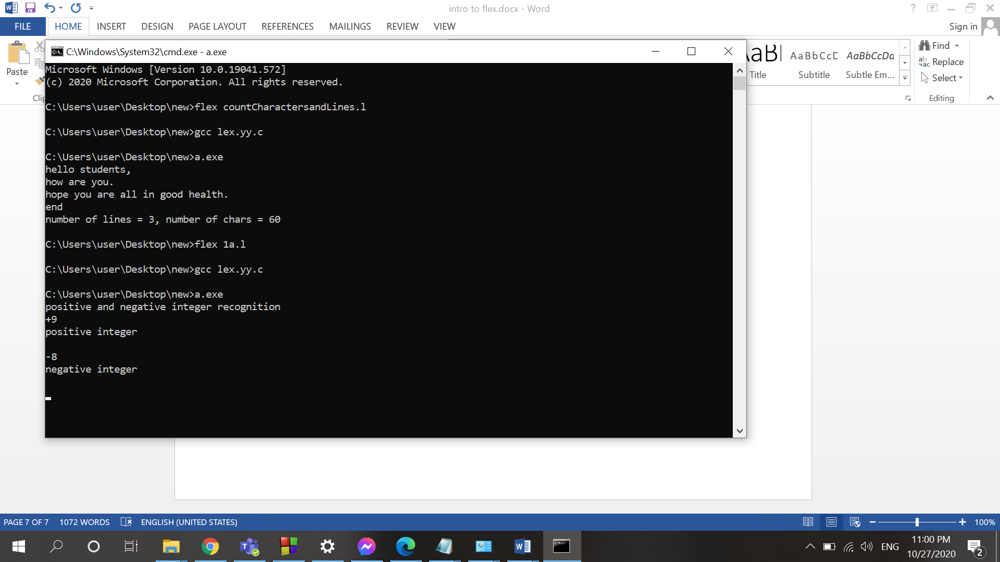 intro to flex.docx - Word
FILE HOME INSERT DESIGN PAGE LAYOUT REFERENCES MAILINGS REVIEW VIEW Sign in
C:\Windows\System32\cmd.exe - a.exe
Paste
Title
AaBbCcD
Subtitle
AaBbCcDa
Subtle Em...
Find
Replace
Select
Editing
Microsoft Windows [Version 10.0.19041.572]
(c) 2020 Microsoft Corporation. All rights reserved.
C:\Users\user\Desktop\new>flex countCharactersandLines.l
C:\Users\user\Desktop\new>gcc lex.yy.c
C:\Users\user\Desktop\new>a.exe
hello students,
how are you.
hope you are all in good health.
end
number of lines = 3, number of chars = 60
C:\Users\user\Desktop\new>flex 1a.l
C:\Users\user\Desktop\new>gcc lex.yy.c
C:\Users\user\Desktop\new>a.exe
positive and negative integer recognition
+9
positive integer
-8
negative integer
PAGE 7 OF 7 1072 WORDS ENGLISH (UNITED STATES) 100%
ENG
11:00 PM
10/27/2020
2